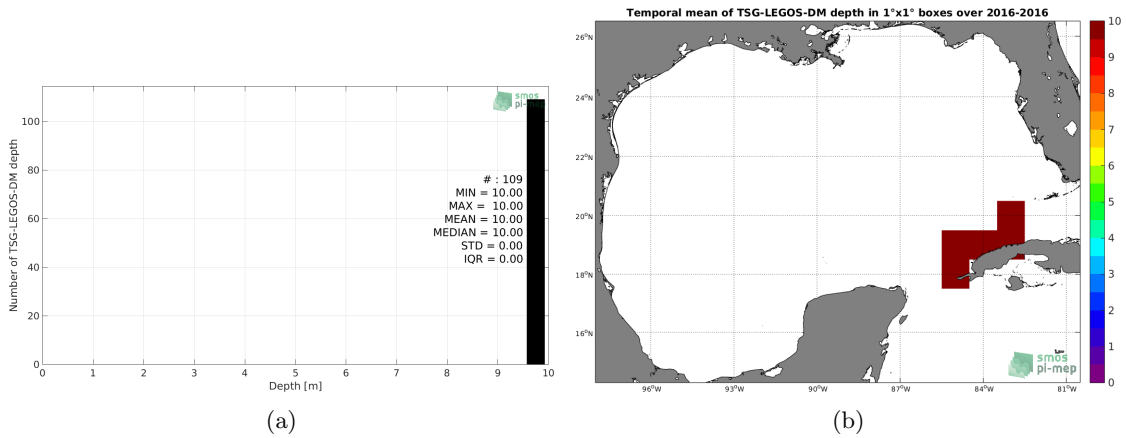 smos
pi-mep
Number of TSG-LEGOS-DM depth
100
80
60
40
20
0
# : 109
MIN = 10.00
MAX = 10.00
MEAN = 10.00
MEDIAN = 10.00
STD = 0.00
IQR = 0.00
0 1 2 3 4 5 6 7 8 9 10
Depth [m]
(a)
Temporal mean of TSG-LEGOS-DM depth in 1°x1° boxes over 2016-2016
26°N
24°N
22°N
20°N
18°N
16°N
96°W 93°W 90°W 87°W 84°W 81°W
smos
pi-mep
10
9
8
7
6
5
4
3
2
1
0
(b)